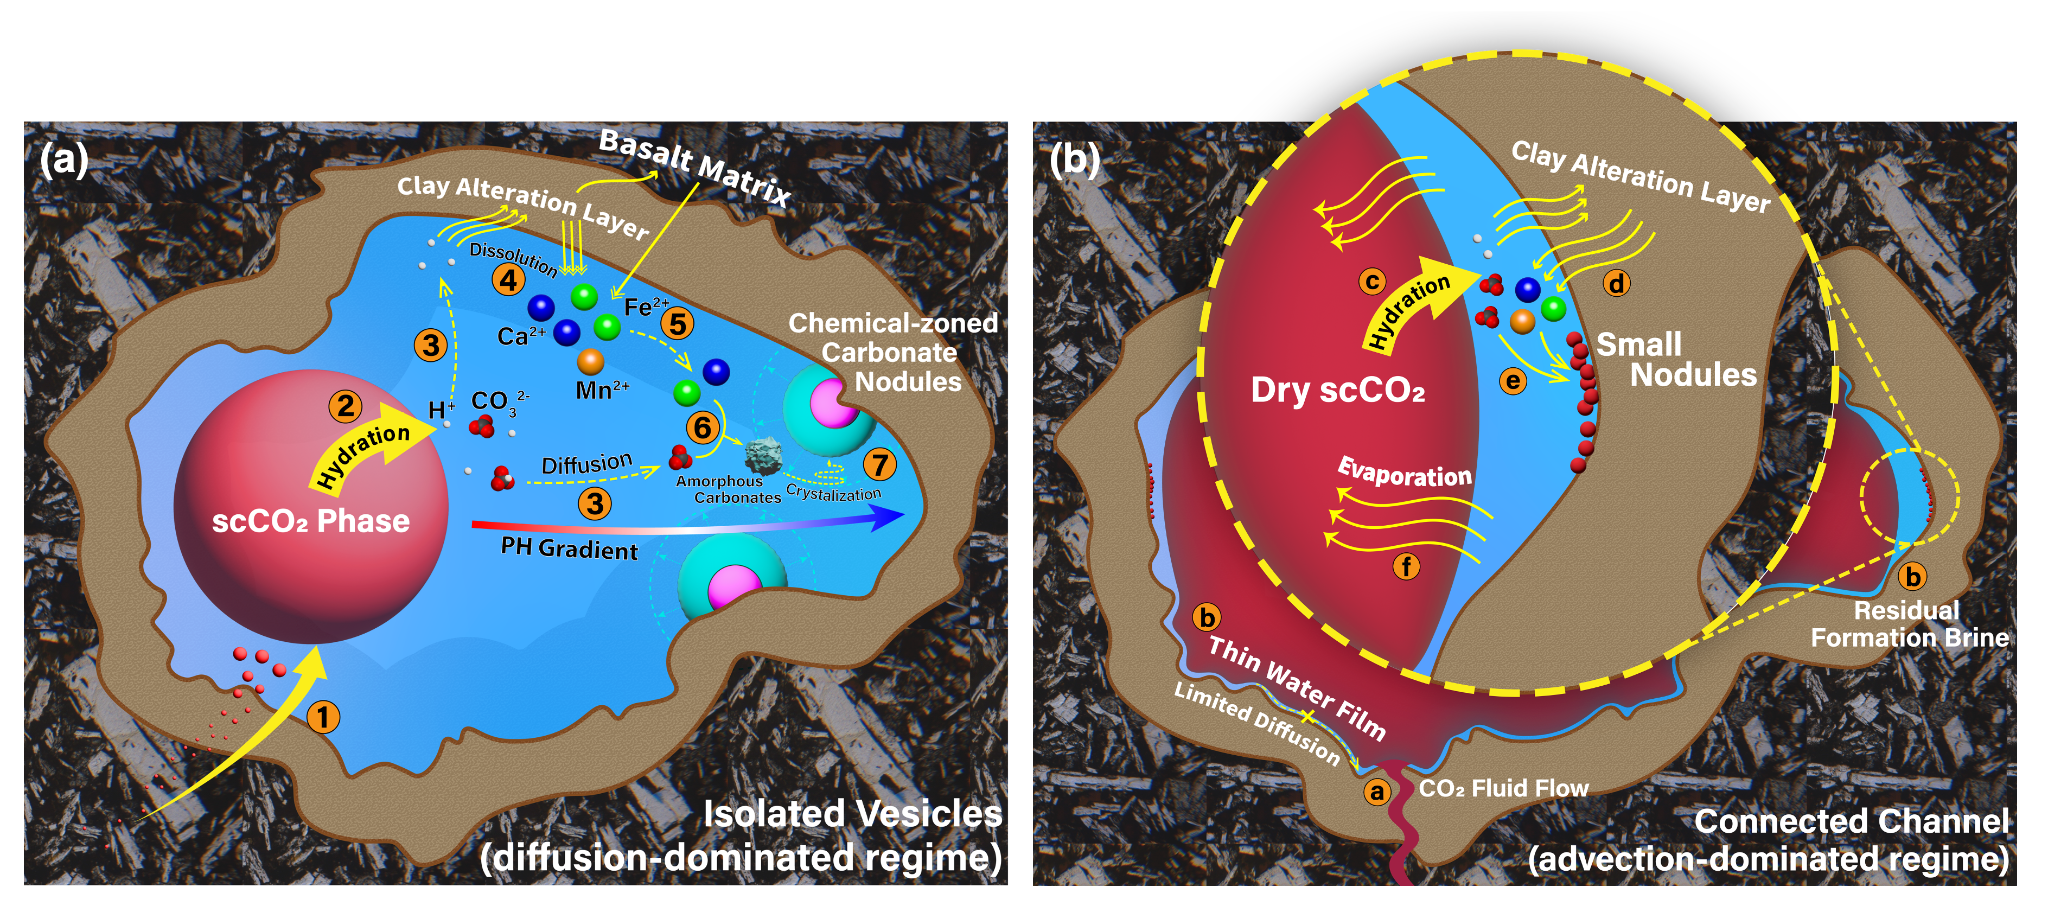 (a)
Basalt Matrix
Clay Alteration Layer
Dissolution
4
Fe²⁺
5
Ca²⁺
Mn²⁺
3
Chemical-zoned
Carbonate
Nodules
2
Hydration
H⁺
CO₃²⁻
scCO₂ Phase
Diffusion
3
6
Amorphous
Carbonates
Crystalization
7
PH Gradient
1
Isolated Vesicles
(diffusion-dominated regime)
(b)
Clay Alteration Layer
c
Hydration
d
Dry scCO₂
e
Small
Nodules
Evaporation
f
b
Thin Water Film
Limited Diffusion
a
CO₂ Fluid Flow
b
Residual
Formation Brine
Connected Channel
(advection-dominated regime)